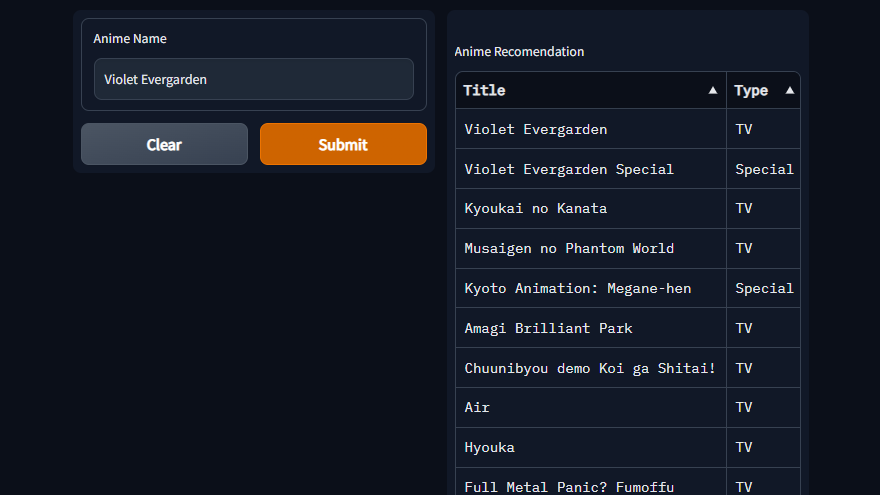 Anime Name
Violet Evergarden
Clear
Submit
Anime Recomendation
Title ▲ Type ▲
Violet Evergarden TV
Violet Evergarden Special Special
Kyoukai no Kanata TV
Musaigen no Phantom World TV
Kyoto Animation: Megane-hen Special
Amagi Brilliant Park TV
Chuunibyou demo Koi ga Shitai! TV
Air TV
Hyouka TV
Full Metal Panic? Fumoffu TV